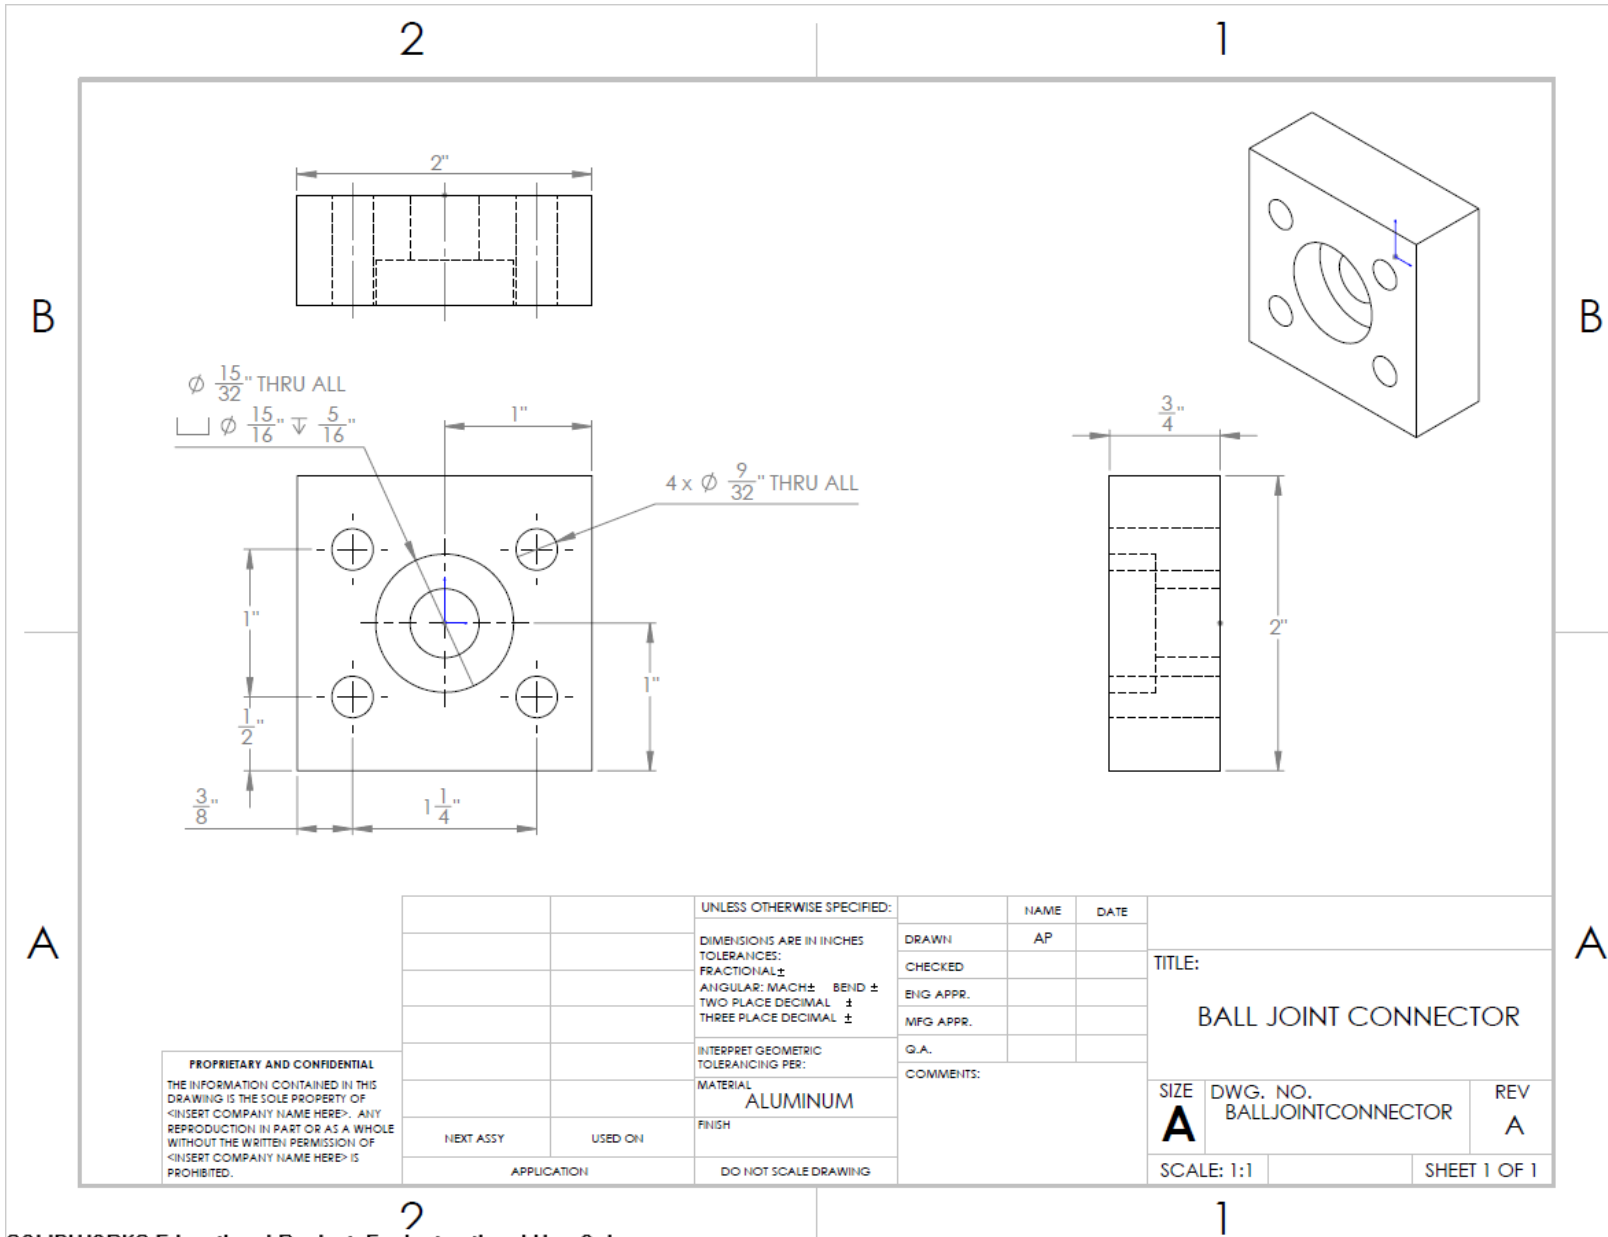 2 1
2"
B B
Ø 15/32" THRU ALL
⌴ Ø 15/16" ↧ 5/16"
1"
3/4"
4 x Ø 9/32" THRU ALL
1"
2"
1"
1/2"
3/8"
1 1/4"
A A
UNLESS OTHERWISE SPECIFIED:
DIMENSIONS ARE IN INCHES
TOLERANCES:
FRACTIONAL±
ANGULAR: MACH± BEND ±
TWO PLACE DECIMAL ±
THREE PLACE DECIMAL ±
INTERPRET GEOMETRIC
TOLERANCING PER:
MATERIAL
ALUMINUM
FINISH
DO NOT SCALE DRAWING
NAME DATE
DRAWN AP
CHECKED
ENG APPR.
MFG APPR.
Q.A.
COMMENTS:
TITLE:
BALL JOINT CONNECTOR
SIZE DWG. NO. REV
A BALLJOINTCONNECTOR A
SCALE: 1:1 SHEET 1 OF 1
PROPRIETARY AND CONFIDENTIAL
THE INFORMATION CONTAINED IN THIS
DRAWING IS THE SOLE PROPERTY OF
<INSERT COMPANY NAME HERE>. ANY
REPRODUCTION IN PART OR AS A WHOLE
WITHOUT THE WRITTEN PERMISSION OF
<INSERT COMPANY NAME HERE> IS
PROHIBITED.
NEXT ASSY USED ON
APPLICATION
2 1